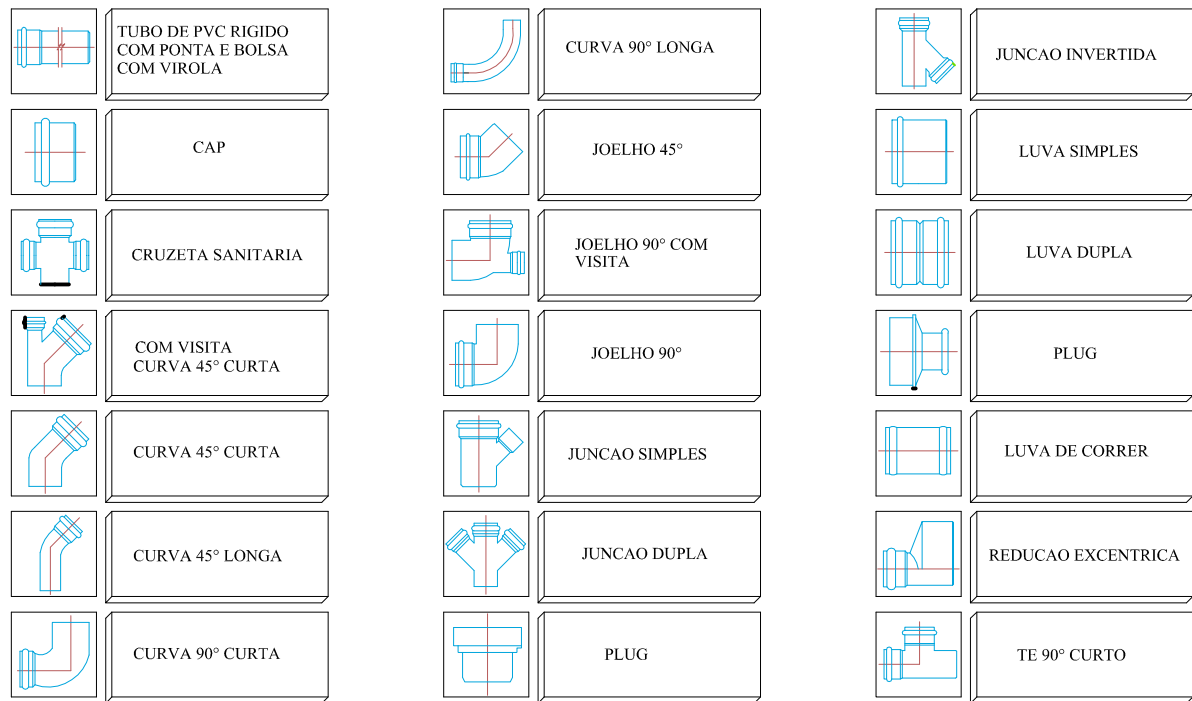 TUBO DE PVC RIGIDO
COM PONTA E BOLSA
COM VIROLA
CAP
CRUZETA SANITARIA
COM VISITA
CURVA 45° CURTA
CURVA 45° CURTA
CURVA 45° LONGA
CURVA 90° CURTA
CURVA 90° LONGA
JOELHO 45°
JOELHO 90° COM
VISITA
JOELHO 90°
JUNCAO SIMPLES
JUNCAO DUPLA
PLUG
JUNCAO INVERTIDA
LUVA SIMPLES
LUVA DUPLA
PLUG
LUVA DE CORRER
REDUCAO EXCENTRICA
TE 90° CURTO